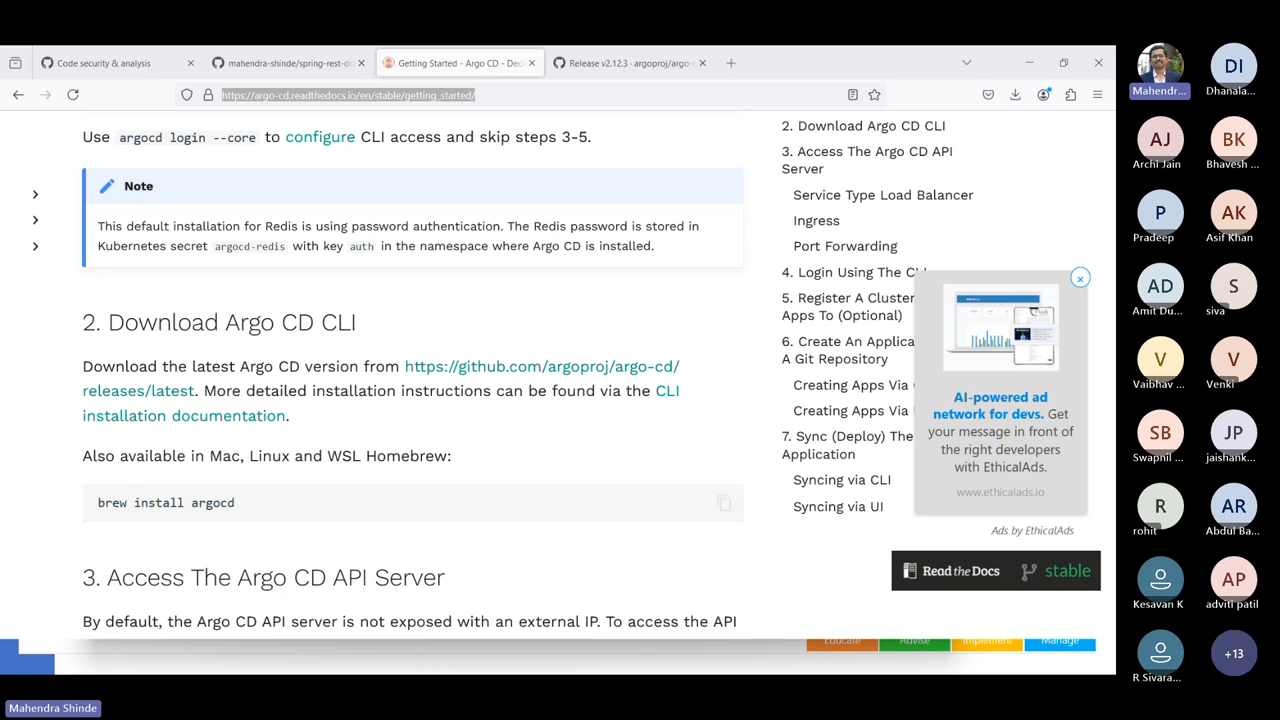 Code security & analysis
mahendra-shinde/spring-rest-do
Getting Started - Argo CD - Decl
Release v2.12.3 · argoproj/argo-
https://argo-cd.readthedocs.io/en/stable/getting_started/
Use argocd login --core to configure CLI access and skip steps 3-5.
Note
This default installation for Redis is using password authentication. The Redis password is stored in
Kubernetes secret argocd-redis with key auth in the namespace where Argo CD is installed.
2. Download Argo CD CLI
Download the latest Argo CD version from https://github.com/argoproj/argo-cd/
releases/latest. More detailed installation instructions can be found via the CLI
installation documentation.
Also available in Mac, Linux and WSL Homebrew:
brew install argocd
3. Access The Argo CD API Server
By default, the Argo CD API server is not exposed with an external IP. To access the API
2. Download Argo CD CLI
3. Access The Argo CD API
Server
Service Type Load Balancer
Ingress
Port Forwarding
4. Login Using The CL
5. Register A Cluster
Apps To (Optional)
6. Create An Applica
A Git Repository
Creating Apps Via
Creating Apps Via
7. Sync (Deploy) The
Application
Syncing via CLI
Syncing via UI
AI-powered ad
network for devs. Get
your message in front of
the right developers
with EthicalAds.
www.ethicalads.io
Ads by EthicalAds
Read the Docs
stable
Educate
Advise
Implement
Manage
Mahendr...
DI
Dhanala...
AJ
Archi Jain
BK
Bhavesh ...
P
Pradeep
AK
Asif Khan
AD
Amit Du...
S
siva
V
Vaibhav ...
V
Venki
SB
Swapnil ...
JP
jaishank...
R
rohit
AR
Abdul Ba...
Kesavan K
AP
adviti patil
R Sivara...
+13
Mahendra Shinde